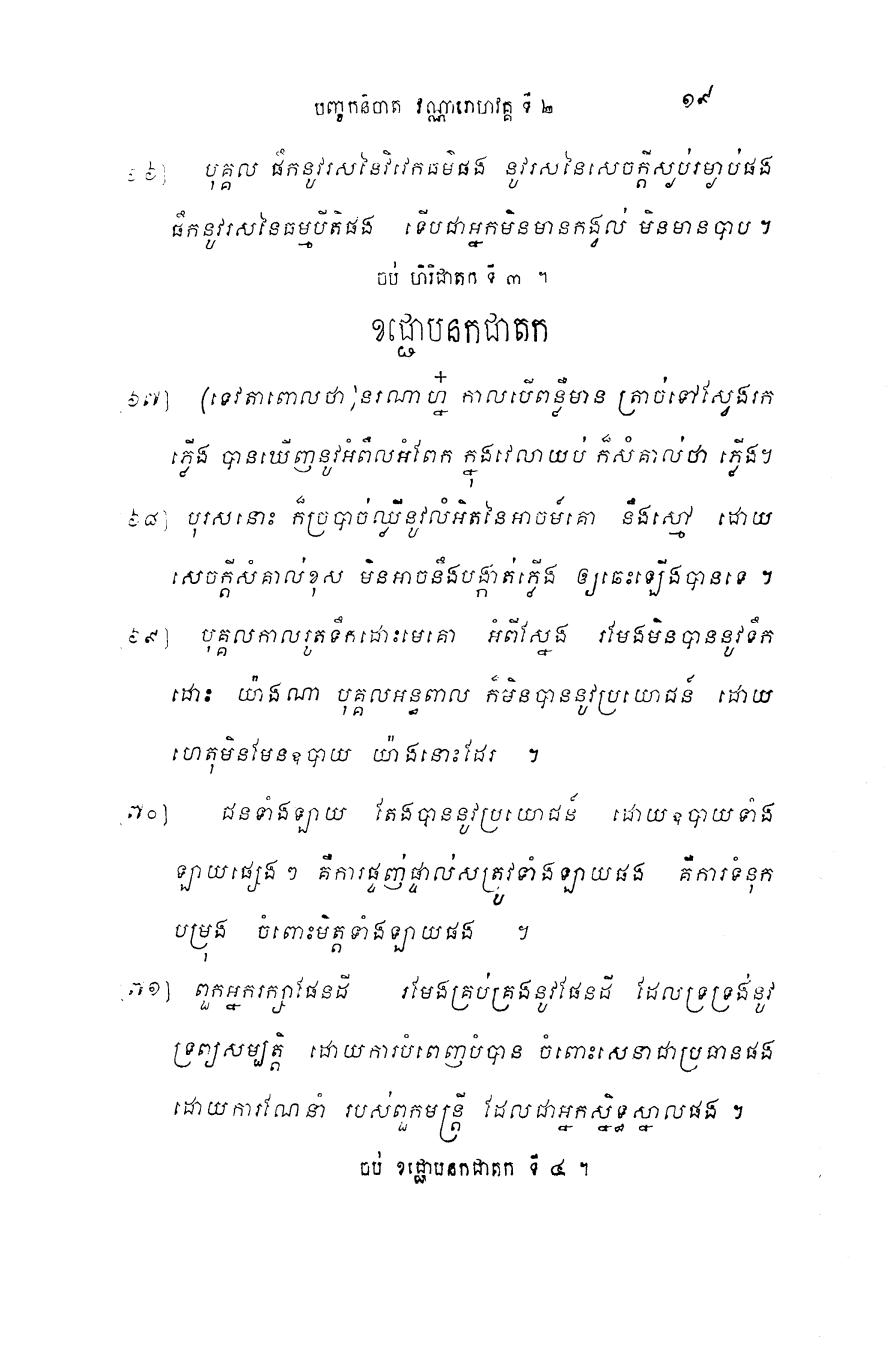 បញ្ចកនិបាត វណ្ណារោហវគ្គ ទី ២ ១៩
៦៦] បុគ្គល ផឹកនូវរសនៃវិវេកធម៌ផង នូវរសនៃសេចក្តីស្ងប់រម្ងាប់ផង
ផឹកនូវរសនៃធម្មបីតិផង ទើបជាអ្នកមិនមានកង្វល់ មិនមានបាប ។
ចប់ ហិរិជាតក ទី ៣ ។
ខជ្ជោបនកជាតក
៦៧] (ទេវតាពោលថា)នរណាហ្ន៎+ កាលបើពន្លឺមាន ត្រាច់ទៅស្វែងរក
ភ្លើង បានឃើញនូវអំពិលអំពែក ក្នុងវេលាយប់ ក៏សំគាល់ថា ភ្លើង។
៦៨] បុរសនោះ ក៏ច្របាច់ឈ្លីនូវលំអិតនៃអាចម៍គោ នឹងស្មៅ ដោយ
សេចក្តីសំគាល់ខុស មិនអាចនឹងបង្កាត់ភ្លើង ឲ្យឆេះឡើងបានទេ ។
៦៩] បុគ្គលកាលរូតទឹកដោះមេគោ អំពីស្នែង រមែងមិនបាននូវទឹក
ដោះ យ៉ាងណា បុគ្គលអន្ធពាល ក៏មិនបាននូវប្រយោជន៍ ដោយ
ហេតុមិនមែនឧបាយ យ៉ាងនោះដែរ ។
៧០] ជនទាំងឡាយ តែងបាននូវប្រយោជន៍ ដោយឧបាយទាំង
ឡាយផ្សេងៗ គឺការផ្ចាញ់ផ្ចាលសត្រូវទាំងឡាយផង គឺការទំនុក
បម្រុង ចំពោះមិត្តទាំងឡាយផង ។
៧១] ពួកអ្នករក្សាផែនដី រមែងគ្រប់គ្រងនូវផែនដី ដែលទ្រទ្រង់នូវ
ទ្រព្យសម្បត្តិ ដោយការបំពេញបំបាន ចំពោះសេនាជាប្រធានផង
ដោយការណែនាំ របស់ពួកមន្ត្រី ដែលជាអ្នកស្និទ្ធស្នាលផង ។
ចប់ ខជ្ជោបនកជាតក ទី ៤ ។